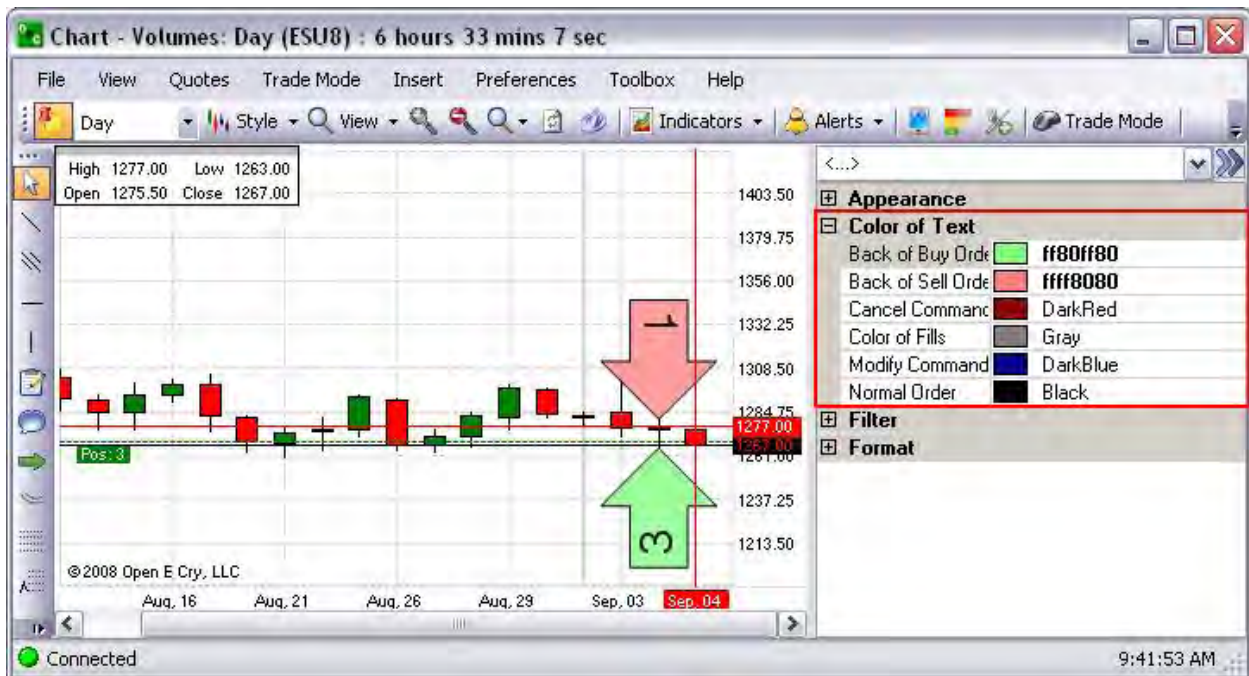 Chart - Volumes: Day (ESU8) : 6 hours 33 mins 7 sec
File View Quotes Trade Mode Insert Preferences Toolbox Help
Day Style View Indicators Alerts Trade Mode
High 1277.00 Low 1263.00
Open 1275.50 Close 1267.00
<...>
1403.50
1379.75
1356.00
1332.25
1308.50
1284.75
1277.00
1267.00
1261.00
1237.25
1213.50
1
3
Pos: 3
©2008 Open E Cry, LLC
Aug, 16 Aug, 21 Aug, 26 Aug, 29 Sep, 03 Sep, 04
Appearance
Color of Text
Back of Buy Orde ff80ff80
Back of Sell Orde ffff8080
Cancel Commanc DarkRed
Color of Fills Gray
Modify Command DarkBlue
Normal Order Black
Filter
Format
Connected 9:41:53 AM